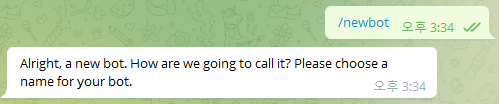 /newbot 오후 3:34
Alright, a new bot. How are we going to call it? Please choose a
name for your bot. 오후 3:34